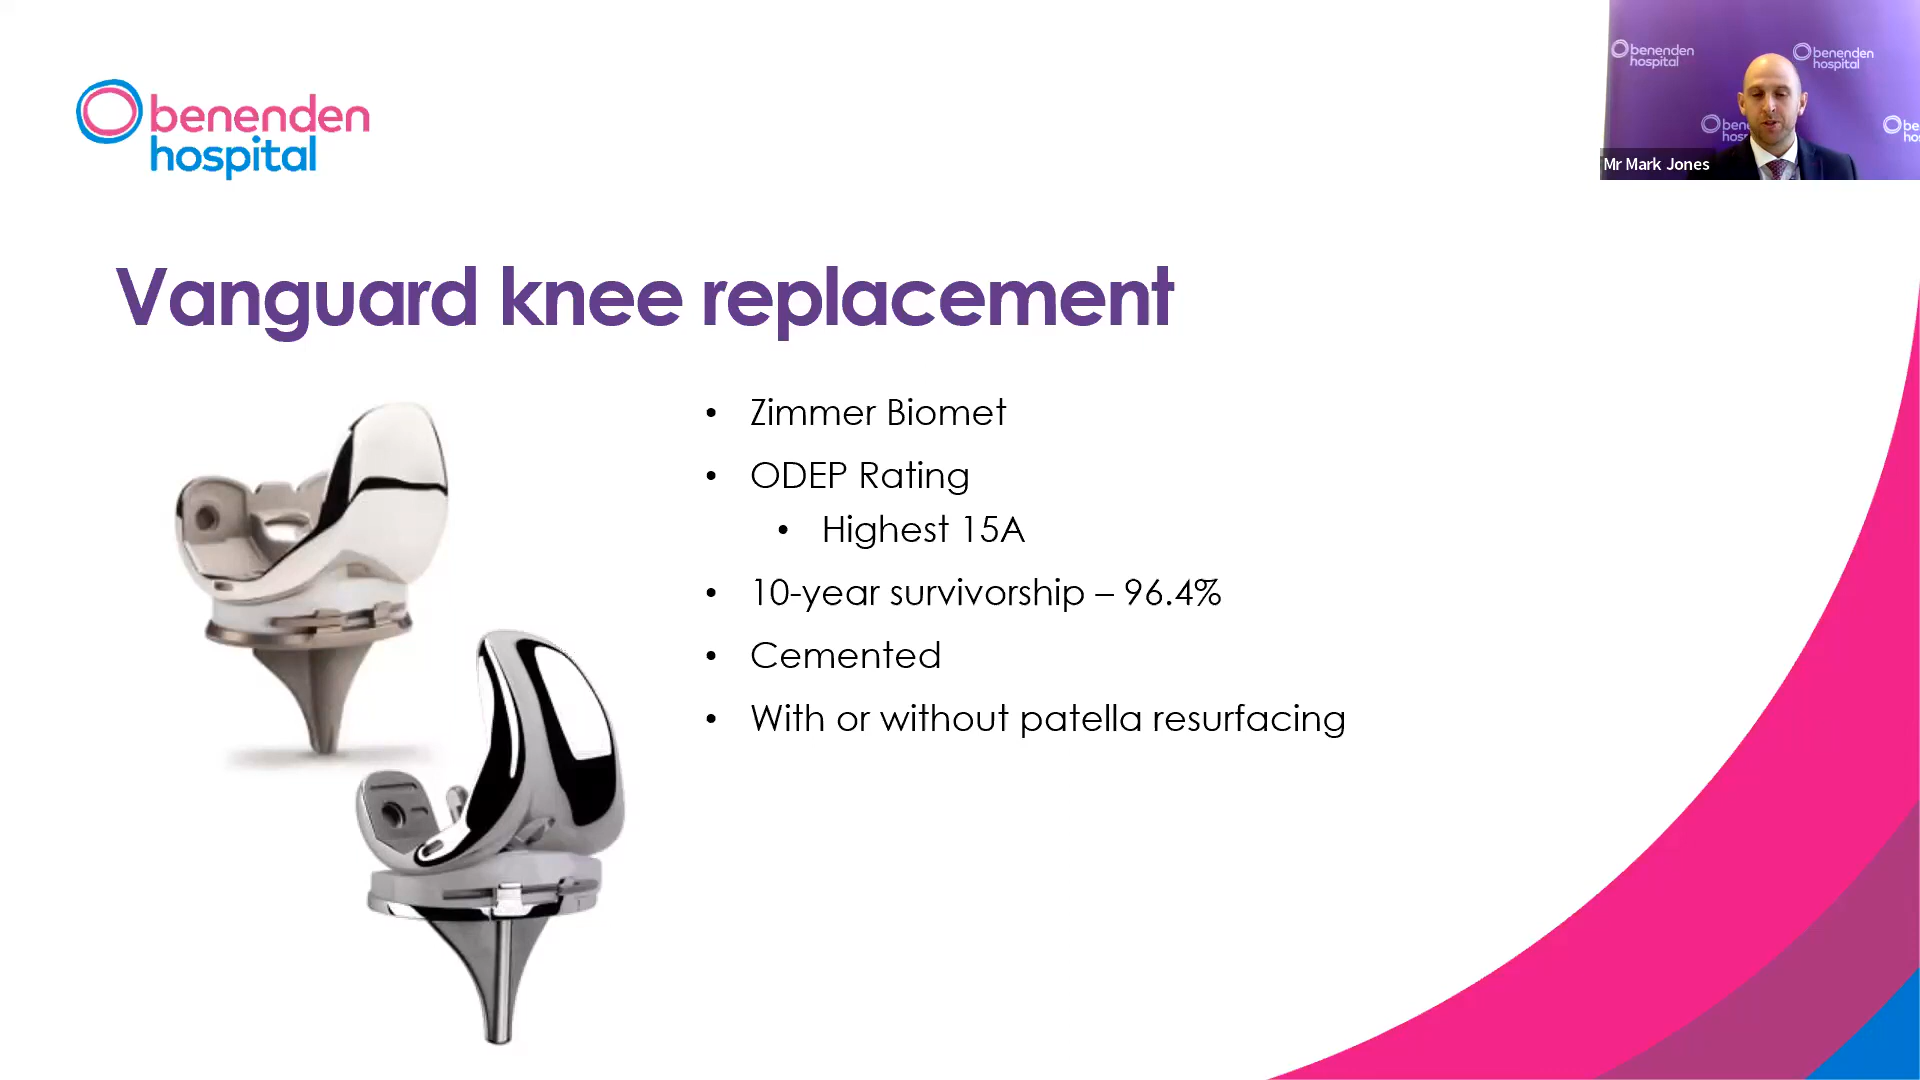 benenden
hospital
benenden
hospital
benenden
hospital
Mr Mark Jones
Vanguard knee replacement
• Zimmer Biomet
• ODEP Rating
• Highest 15A
• 10-year survivorship – 96.4%
• Cemented
• With or without patella resurfacing